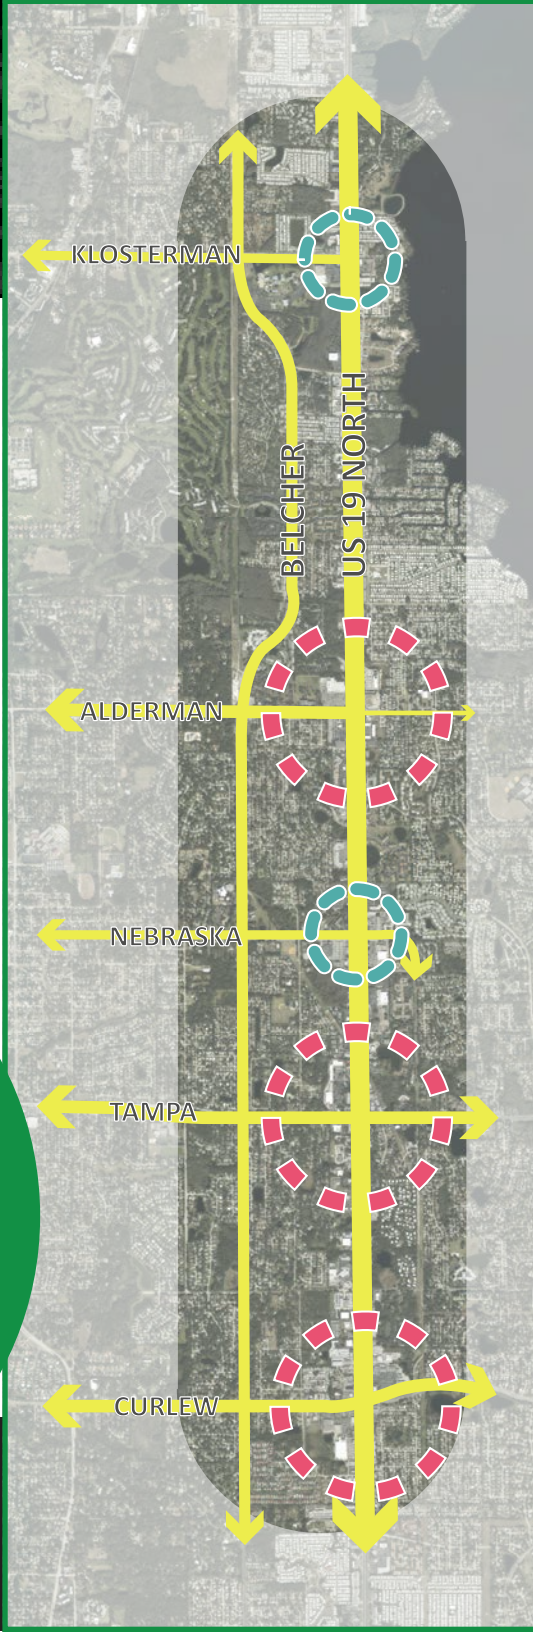 KLOSTERMAN
US 19 NORTH
BELCHER
ALDERMAN
NEBRASKA
TAMPA
CURLEW